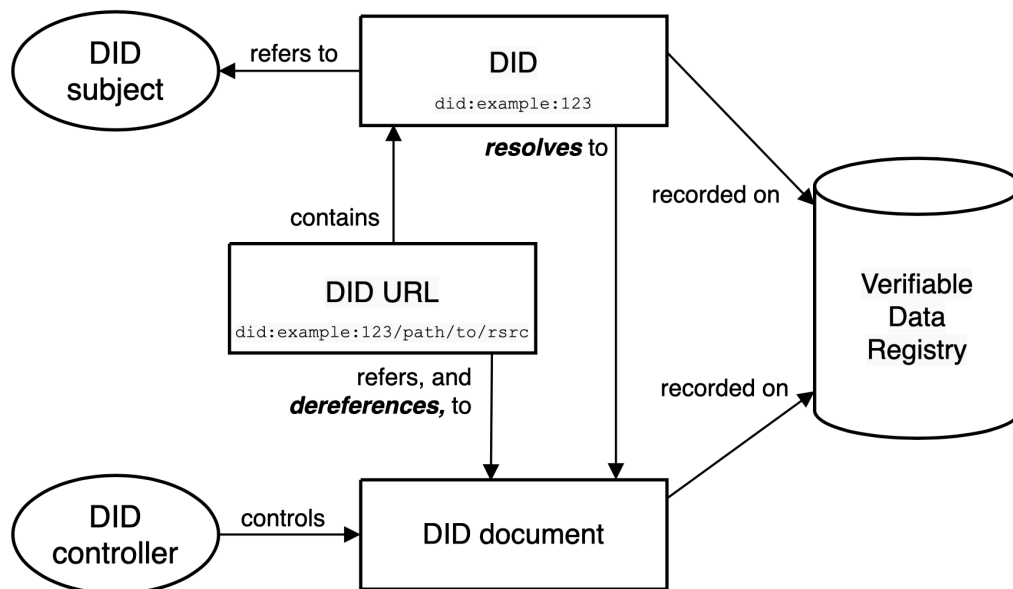 DID
subject
refers to
DID
did:example:123
resolves to
recorded on
contains
DID URL
did:example:123/path/to/rsrc
Verifiable
Data
Registry
refers, and
dereferences, to
recorded on
DID
controller
controls
DID document